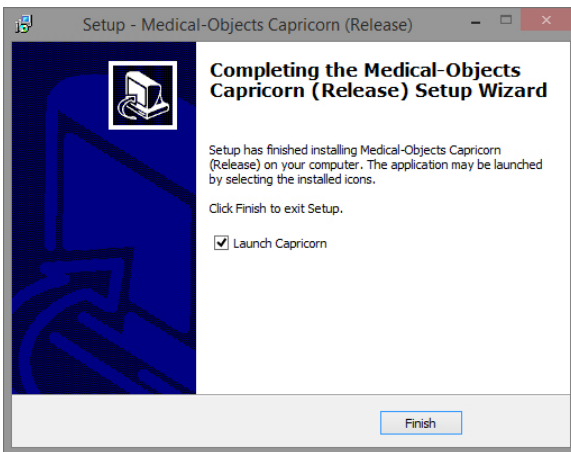 Setup - Medical-Objects Capricorn (Release)
Completing the Medical-Objects
Capricorn (Release) Setup Wizard
Setup has finished installing Medical-Objects Capricorn
(Release) on your computer. The application may be launched
by selecting the installed icons.
Click Finish to exit Setup.
Launch Capricorn
Finish